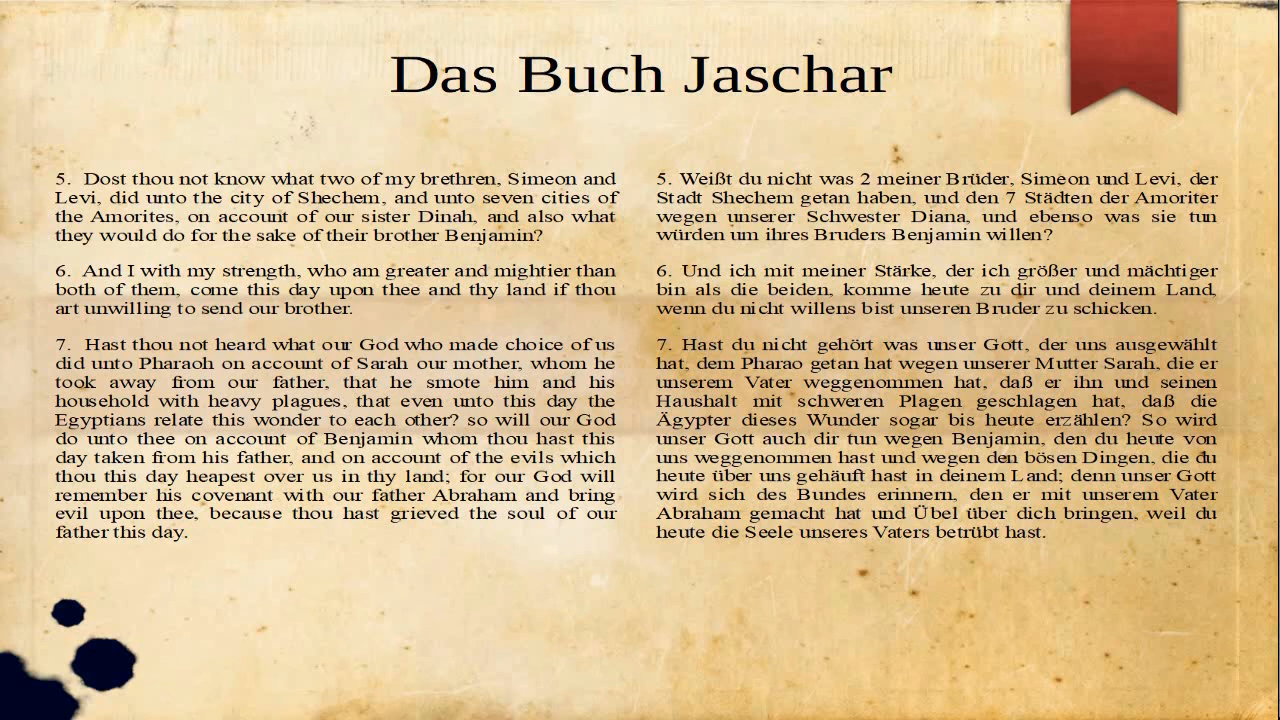 Das Buch Jaschar
5. Dost thou not know what two of my brethren, Simeon and
Levi, did unto the city of Shechem, and unto seven cities of
the Amorites, on account of our sister Dinah, and also what
they would do for the sake of their brother Benjamin?
6. And I with my strength, who am greater and mightier than
both of them, come this day upon thee and thy land if thou
art unwilling to send our brother.
7. Hast thou not heard what our God who made choice of us
did unto Pharaoh on account of Sarah our mother, whom he
took away from our father, that he smote him and his
household with heavy plagues, that even unto this day the
Egyptians relate this wonder to each other? so will our God
do unto thee on account of Benjamin whom thou hast this
day taken from his father, and on account of the evils which
thou this day heapest over us in thy land; for our God will
remember his covenant with our father Abraham and bring
evil upon thee, because thou hast grieved the soul of our
father this day.
5. Weißt du nicht was 2 meiner Brüder, Simeon und Levi, der
Stadt Shechem getan haben, und den 7 Städten der Amoriter
wegen unserer Schwester Diana, und ebenso was sie tun
würden um ihres Bruders Benjamin willen?
6. Und ich mit meiner Stärke, der ich größer und mächtiger
bin als die beiden, komme heute zu dir und deinem Land,
wenn du nicht willens bist unseren Bruder zu schicken.
7. Hast du nicht gehört was unser Gott, der uns ausgewählt
hat, dem Pharao getan hat wegen unserer Mutter Sarah, die er
unserem Vater weggenommen hat, daß er ihn und seinen
Haushalt mit schweren Plagen geschlagen hat, daß die
Ägypter dieses Wunder sogar bis heute erzählen? So wird
unser Gott auch dir tun wegen Benjamin, den du heute von
uns weggenommen hast und wegen den bösen Dingen, die du
heute über uns gehäuft hast in deinem Land; denn unser Gott
wird sich des Bundes erinnern, den er mit unserem Vater
Abraham gemacht hat und Übel über dich bringen, weil du
heute die Seele unseres Vaters betrübt hast.